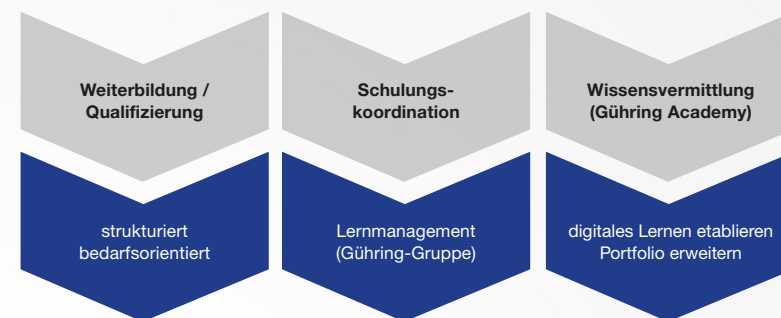 Weiterbildung /
Qualifizierung
Schulungs-
koordination
Wissensvermittlung
(Gühring Academy)
strukturiert
bedarfsorientiert
Lernmanagement
(Gühring-Gruppe)
digitales Lernen etablieren
Portfolio erweitern